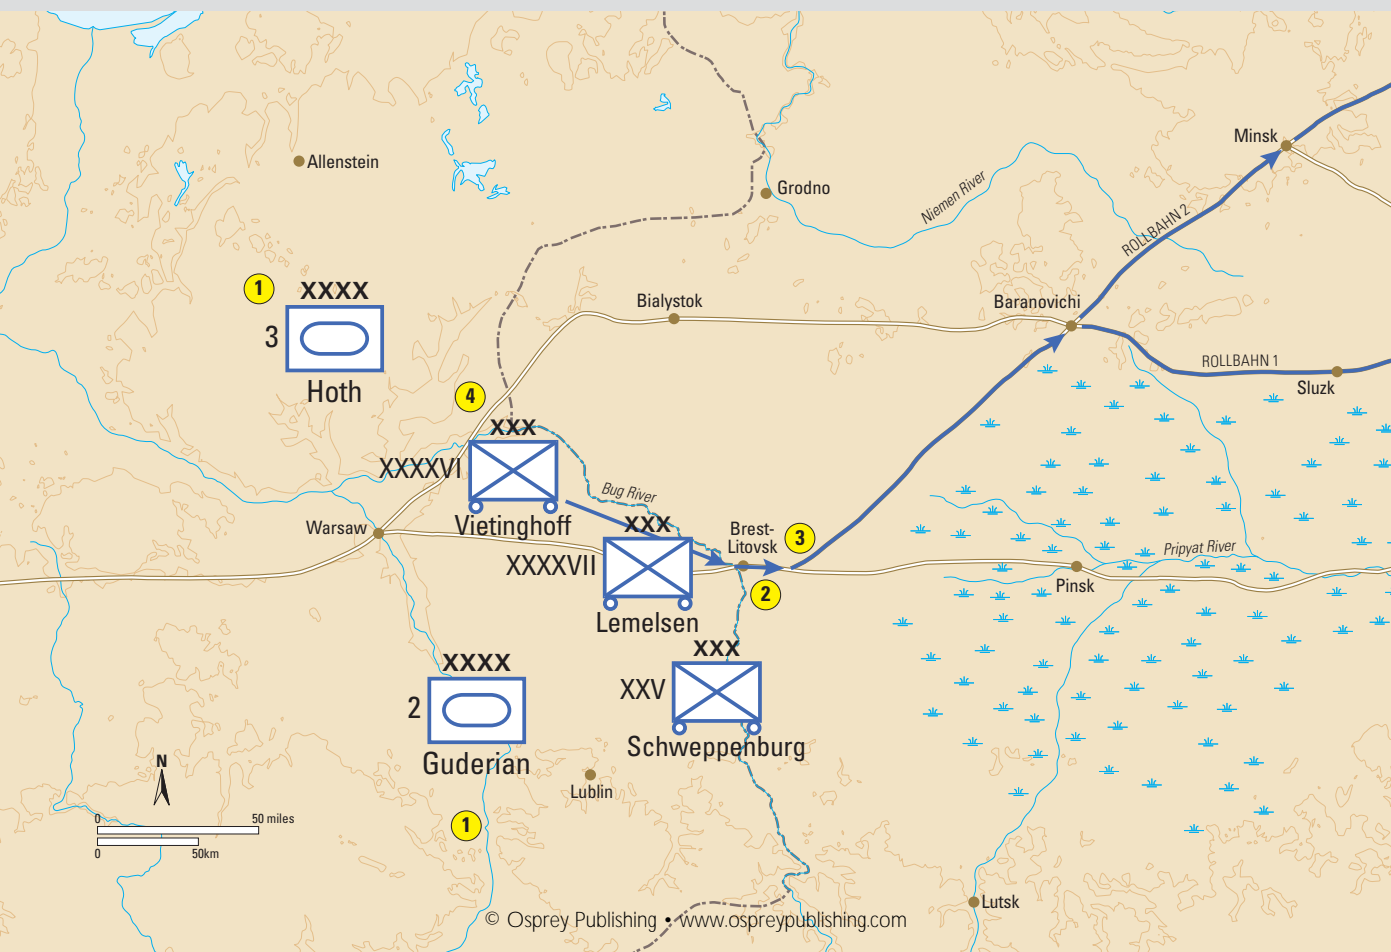 Minsk
Allenstein
Grodno
Niemen River
ROLLBAHN 2
1
XXXX
3
Hoth
Bialystok
Baranovichi
ROLLBAHN 1
Sluzk
4
XXX
XXXXVI
Vietinghoff
Bug River
Warsaw
XXX
XXXXVII
Lemelsen
Brest-
Litovsk
3
2
Pripyat River
Pinsk
XXXX
2
Guderian
XXX
XXV
Schweppenburg
N
Lublin
0
50 miles
0
50km
1
Lutsk
© Osprey Publishing • www.ospreypublishing.com